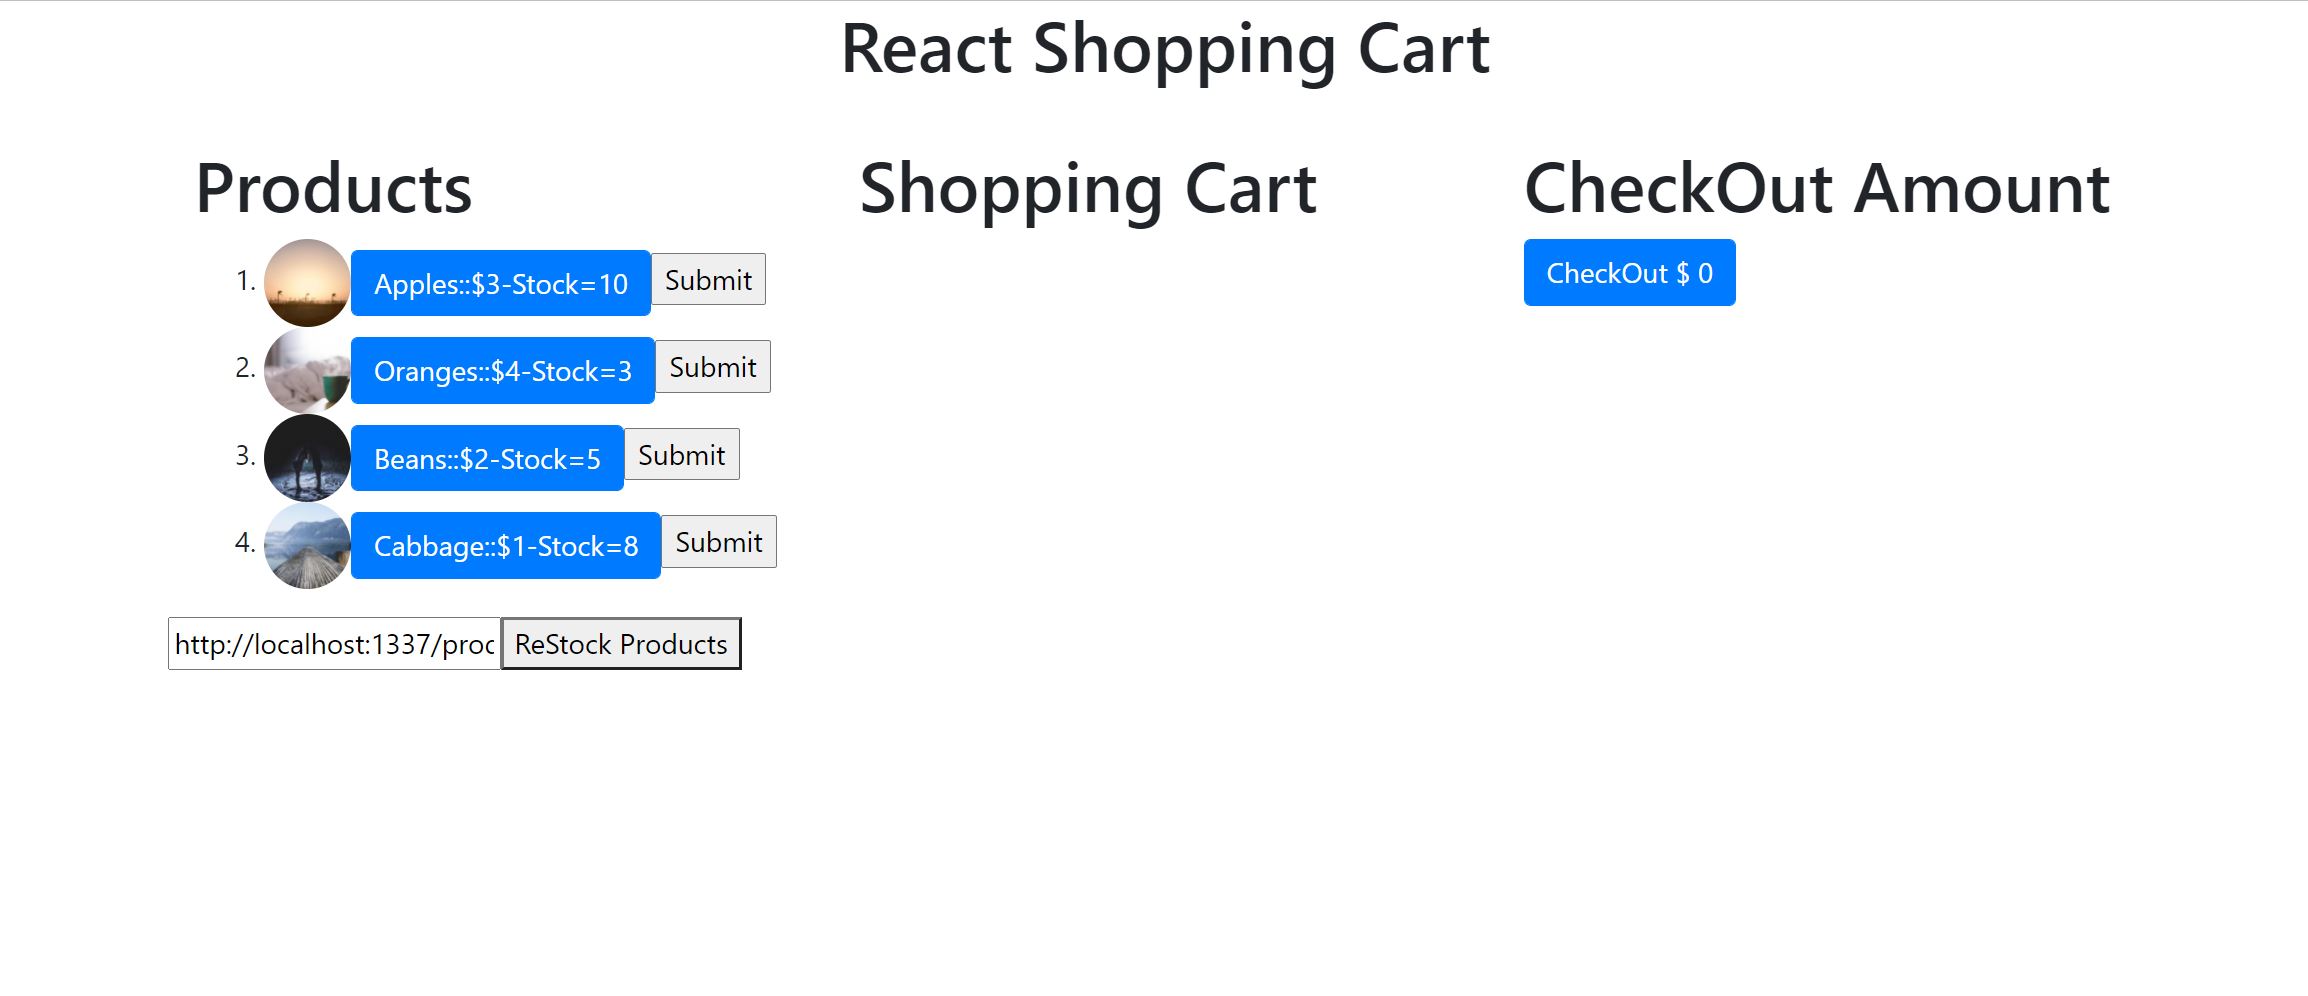 React Shopping Cart
Products
1. Apples::$3-Stock=10 Submit
2. Oranges::$4-Stock=3 Submit
3. Beans::$2-Stock=5 Submit
4. Cabbage::$1-Stock=8 Submit
http://localhost:1337/proc ReStock Products
Shopping Cart
CheckOut Amount
CheckOut $ 0